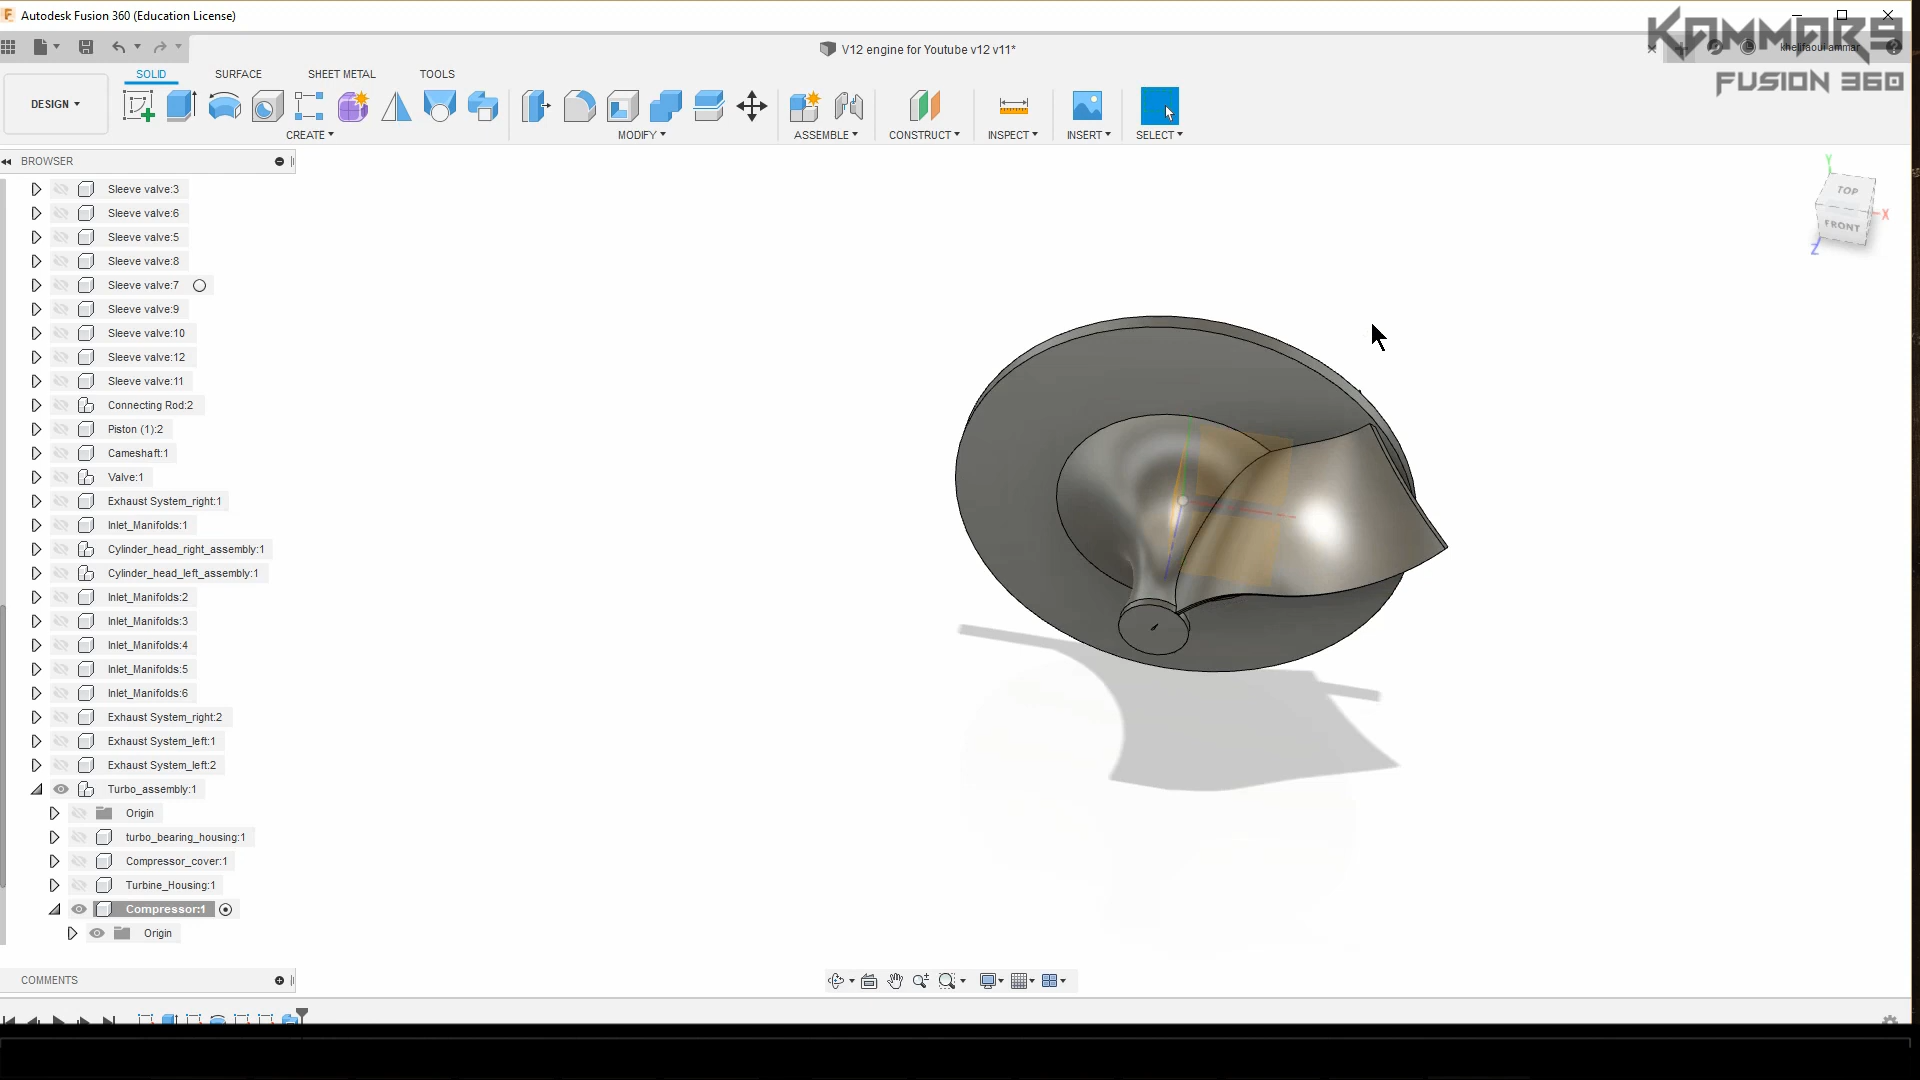 Autodesk Fusion 360 (Education License)
KAMMAR9
FUSION 360
V12 engine for Youtube v12 v11*
khelifaoui ammar
SOLID
SURFACE
SHEET METAL
TOOLS
DESIGN
CREATE
MODIFY
ASSEMBLE
CONSTRUCT
INSPECT
INSERT
SELECT
BROWSER
Sleeve valve:3
Sleeve valve:6
Sleeve valve:5
Sleeve valve:8
Sleeve valve:7
Sleeve valve:9
Sleeve valve:10
Sleeve valve:12
Sleeve valve:11
Connecting Rod:2
Piston (1):2
Cameshaft:1
Valve:1
Exhaust System_right:1
Inlet_Manifolds:1
Cylinder_head_right_assembly:1
Cylinder_head_left_assembly:1
Inlet_Manifolds:2
Inlet_Manifolds:3
Inlet_Manifolds:4
Inlet_Manifolds:5
Inlet_Manifolds:6
Exhaust System_right:2
Exhaust System_left:1
Exhaust System_left:2
Turbo_assembly:1
Origin
turbo_bearing_housing:1
Compressor_cover:1
Turbine_Housing:1
Compressor:1
Origin
COMMENTS
Y
TOP
X
FRONT
Z